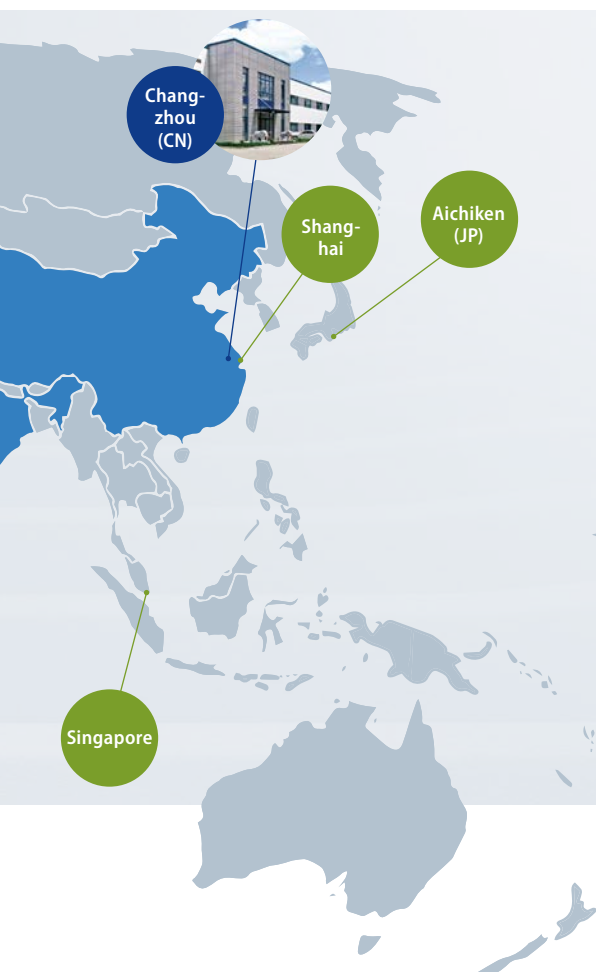 Chang-
zhou
(CN)
Shang-
hai
Aichiken
(JP)
Singapore